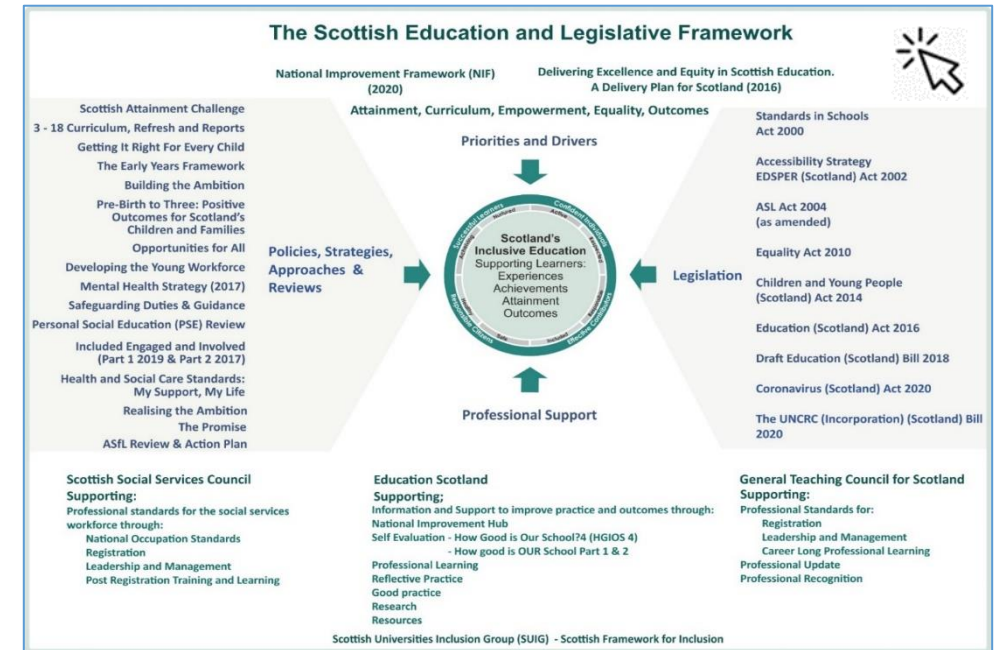 The Scottish Education and Legislative Framework
National Improvement Framework (NIF)
(2020)
Delivering Excellence and Equity in Scottish Education.
A Delivery Plan for Scotland (2016)
Attainment, Curriculum, Empowerment, Equality, Outcomes
Priorities and Drivers
Scottish Attainment Challenge
3 - 18 Curriculum, Refresh and Reports
Getting It Right For Every Child
The Early Years Framework
Building the Ambition
Pre-Birth to Three: Positive
Outcomes for Scotland's
Children and Families
Opportunities for All
Developing the Young Workforce
Mental Health Strategy (2017)
Safeguarding Duties & Guidance
Personal Social Education (PSE) Review
Included Engaged and Involved
(Part 1 2019 & Part 2 2017)
Health and Social Care Standards:
My Support, My Life
Realising the Ambition
The Promise
ASfL Review & Action Plan
Policies, Strategies,
Approaches &
Reviews
Successful Learners
Confident Individuals
Responsible Citizens
Effective Contributors
Achieving
Nurtured
Active
Respected
Responsible
Included
Safe
Healthy
Scotland's
Inclusive Education
Supporting Learners:
Experiences
Achievements
Attainment
Outcomes
Legislation
Standards in Schools
Act 2000
Accessibility Strategy
EDSPER (Scotland) Act 2002
ASL Act 2004
(as amended)
Equality Act 2010
Children and Young People
(Scotland) Act 2014
Education (Scotland) Act 2016
Draft Education (Scotland) Bill 2018
Coronavirus (Scotland) Act 2020
The UNCRC (Incorporation) (Scotland) Bill
2020
Professional Support
Scottish Social Services Council
Supporting:
Professional standards for the social services
workforce through:
National Occupation Standards
Registration
Leadership and Management
Post Registration Training and Learning
Education Scotland
Supporting;
Information and Support to improve practice and outcomes through:
National Improvement Hub
Self Evaluation - How Good is Our School?4 (HGIOS 4)
- How good is OUR School Part 1 & 2
Professional Learning
Reflective Practice
Good practice
Research
Resources
General Teaching Council for Scotland
Supporting:
Professional Standards for:
Registration
Leadership and Management
Career Long Professional Learning
Professional Update
Professional Recognition
Scottish Universities Inclusion Group (SUIG) - Scottish Framework for Inclusion